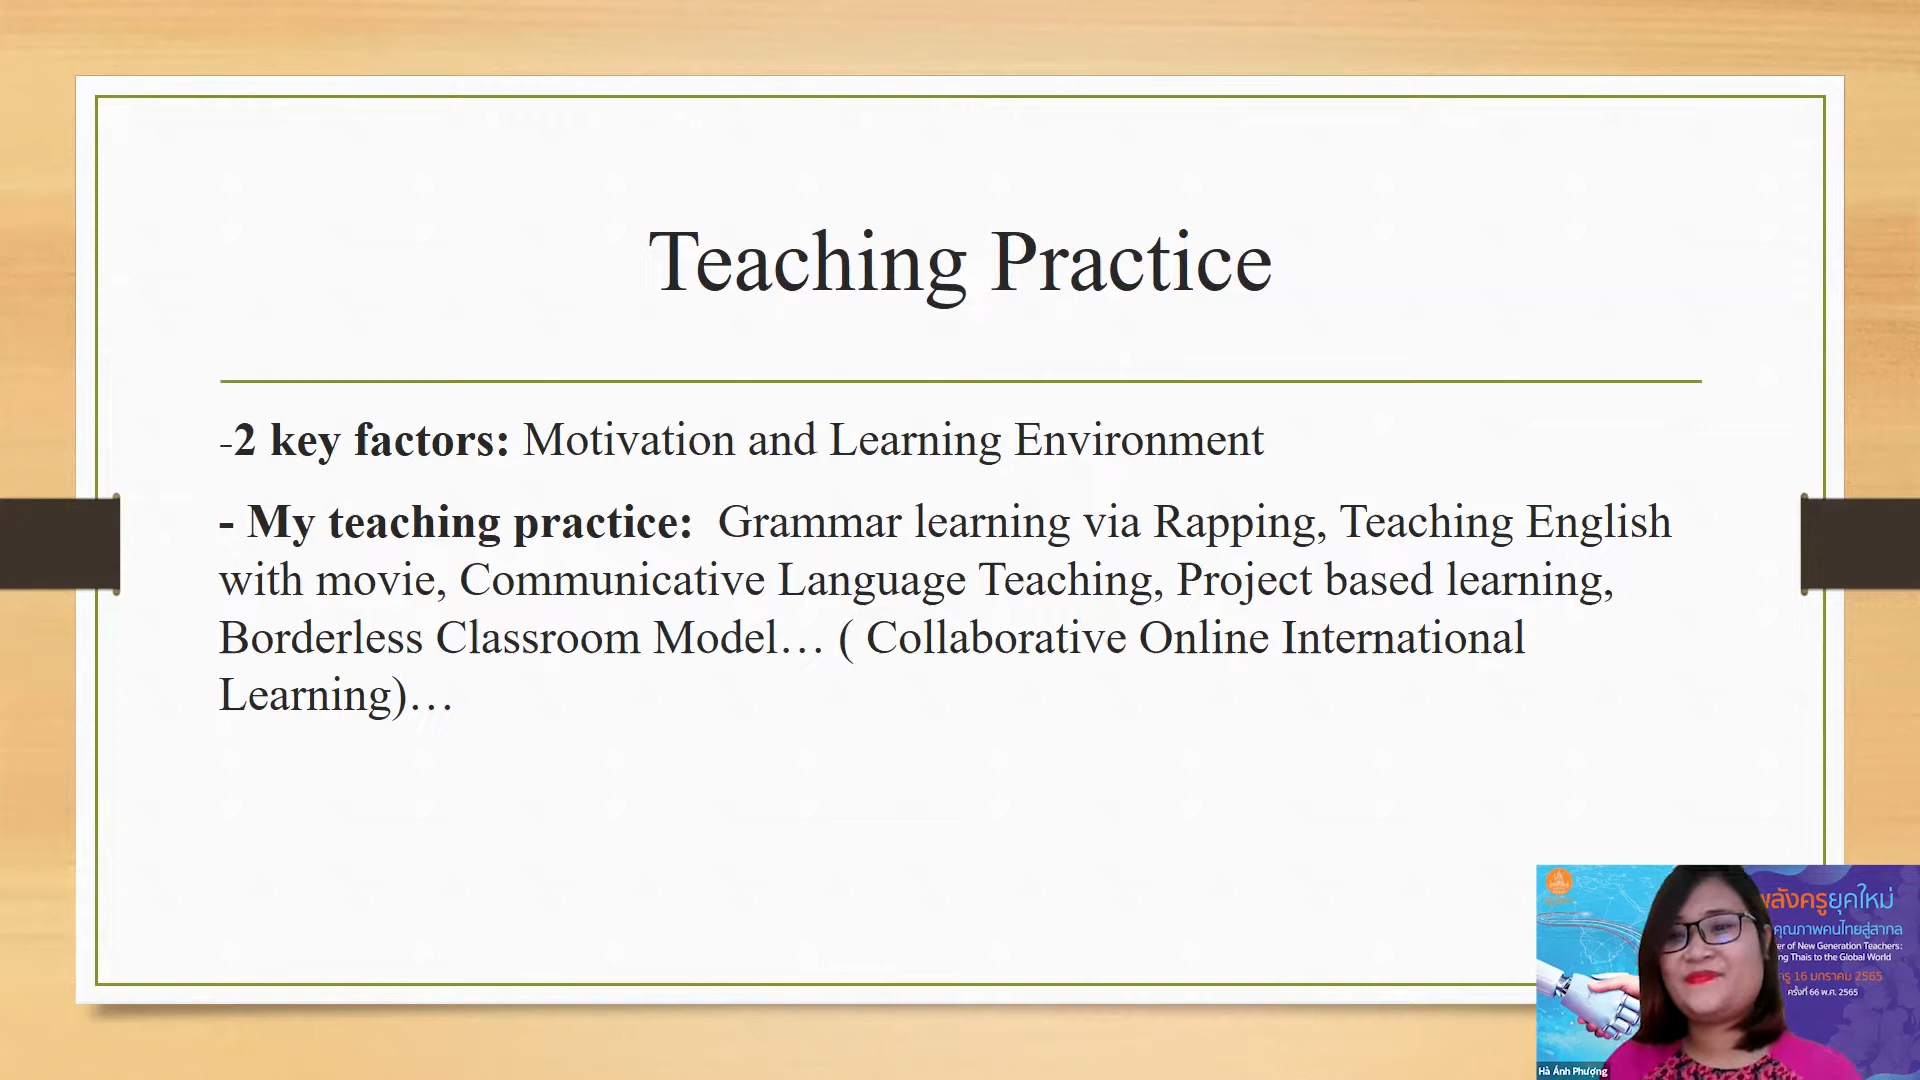 Teaching Practice
-2 key factors: Motivation and Learning Environment
- My teaching practice:  Grammar learning via Rapping, Teaching English
with movie, Communicative Language Teaching, Project based learning,
Borderless Classroom Model… ( Collaborative Online International
Learning)…
พลังครูยุคใหม่
คุณภาพคนไทยสู่สากล
of New Generation Teachers:
Thais to the Global World
16 มกราคม 2565
ครั้งที่ 66 พ.ศ. 2565
Hà Ánh Phượng